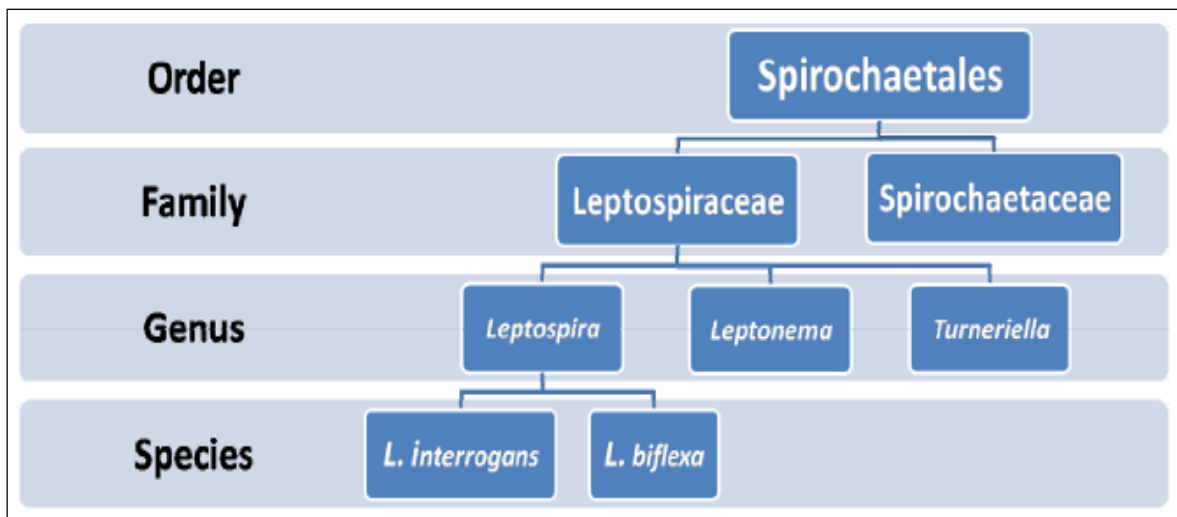 Order
Spirochaetales
Family
Leptospiraceae
Spirochaetaceae
Genus
Leptospira
Leptonema
Turneriella
Species
L. interrogans
L. biflexa